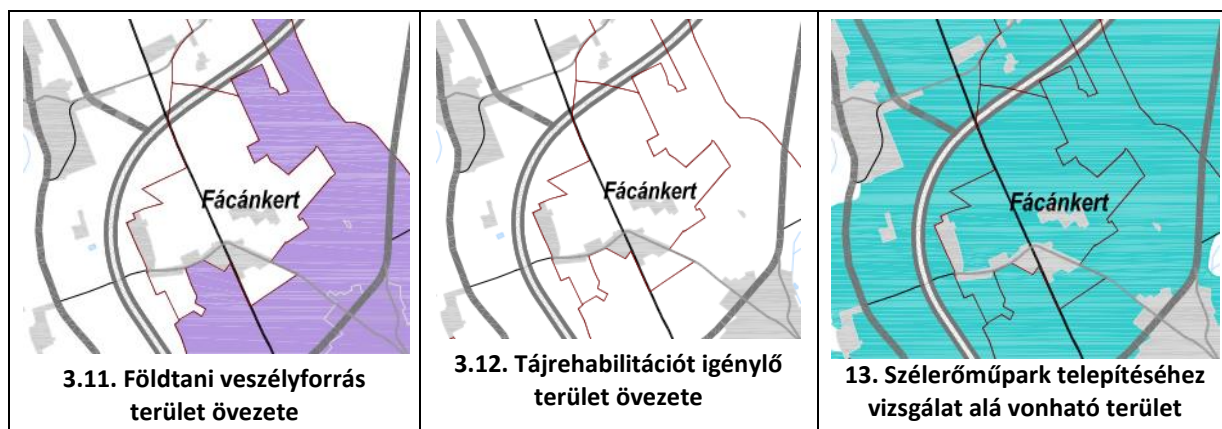 Fácánkert
3.11. Földtani veszélyforrás
terület övezete
Fácánkert
3.12. Tájrehabilitációt igénylő
terület övezete
Fácánkert
13. Szélerőműpark telepítéséhez
vizsgálat alá vonható terület